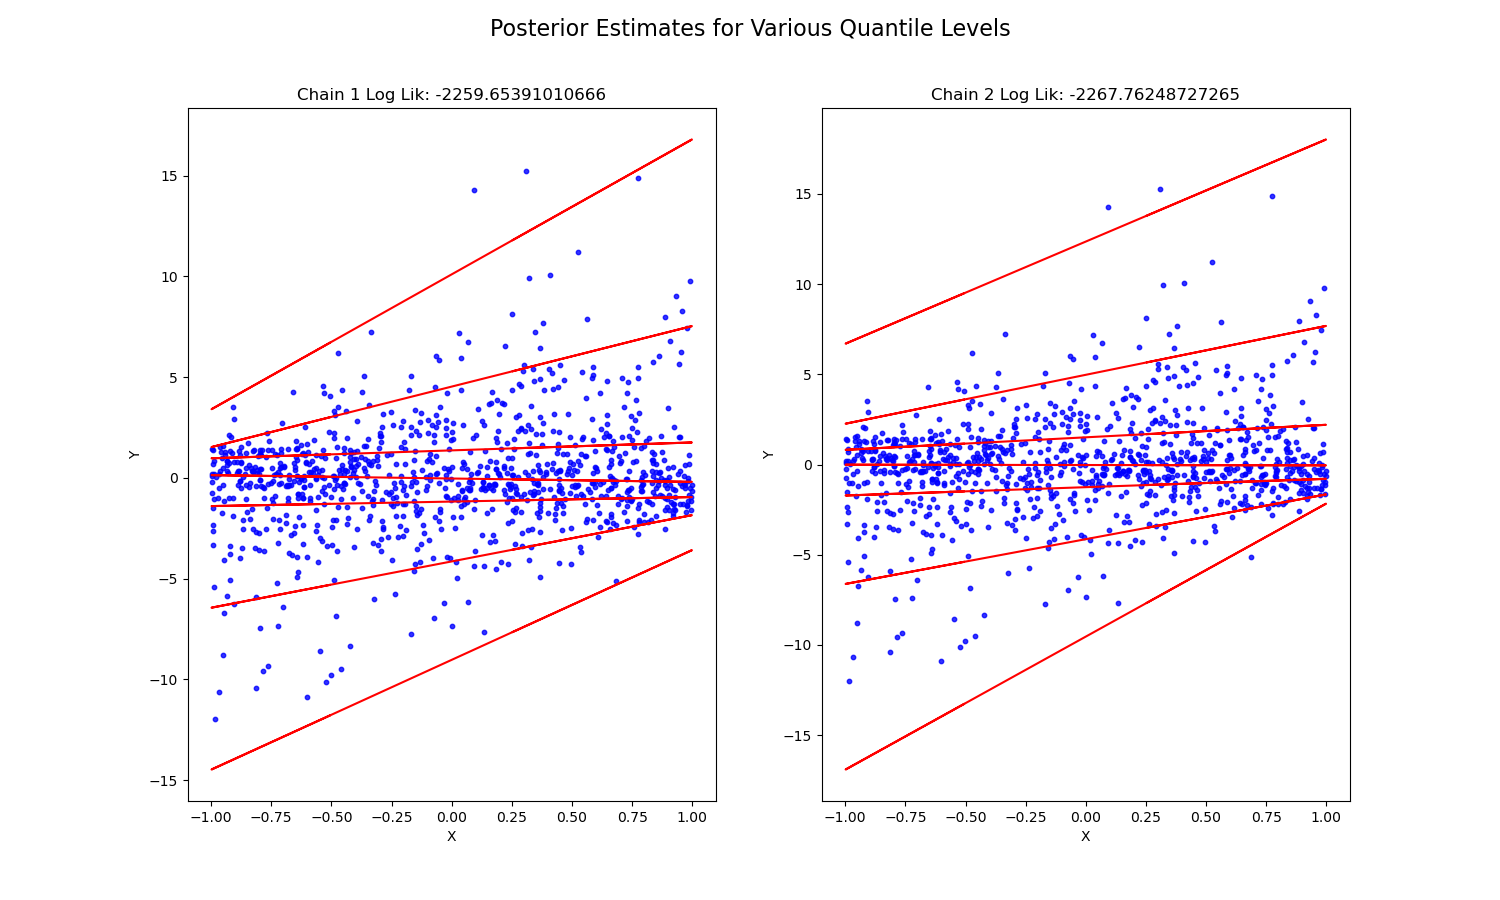 Posterior Estimates for Various Quantile Levels
Chain 1 Log Lik: -2259.65391010666
Y
15
10
5
0
−5
−10
−15
−1.00 −0.75 −0.50 −0.25 0.00 0.25 0.50 0.75 1.00
X
Chain 2 Log Lik: -2267.76248727265
Y
15
10
5
0
−5
−10
−15
−1.00 −0.75 −0.50 −0.25 0.00 0.25 0.50 0.75 1.00
X